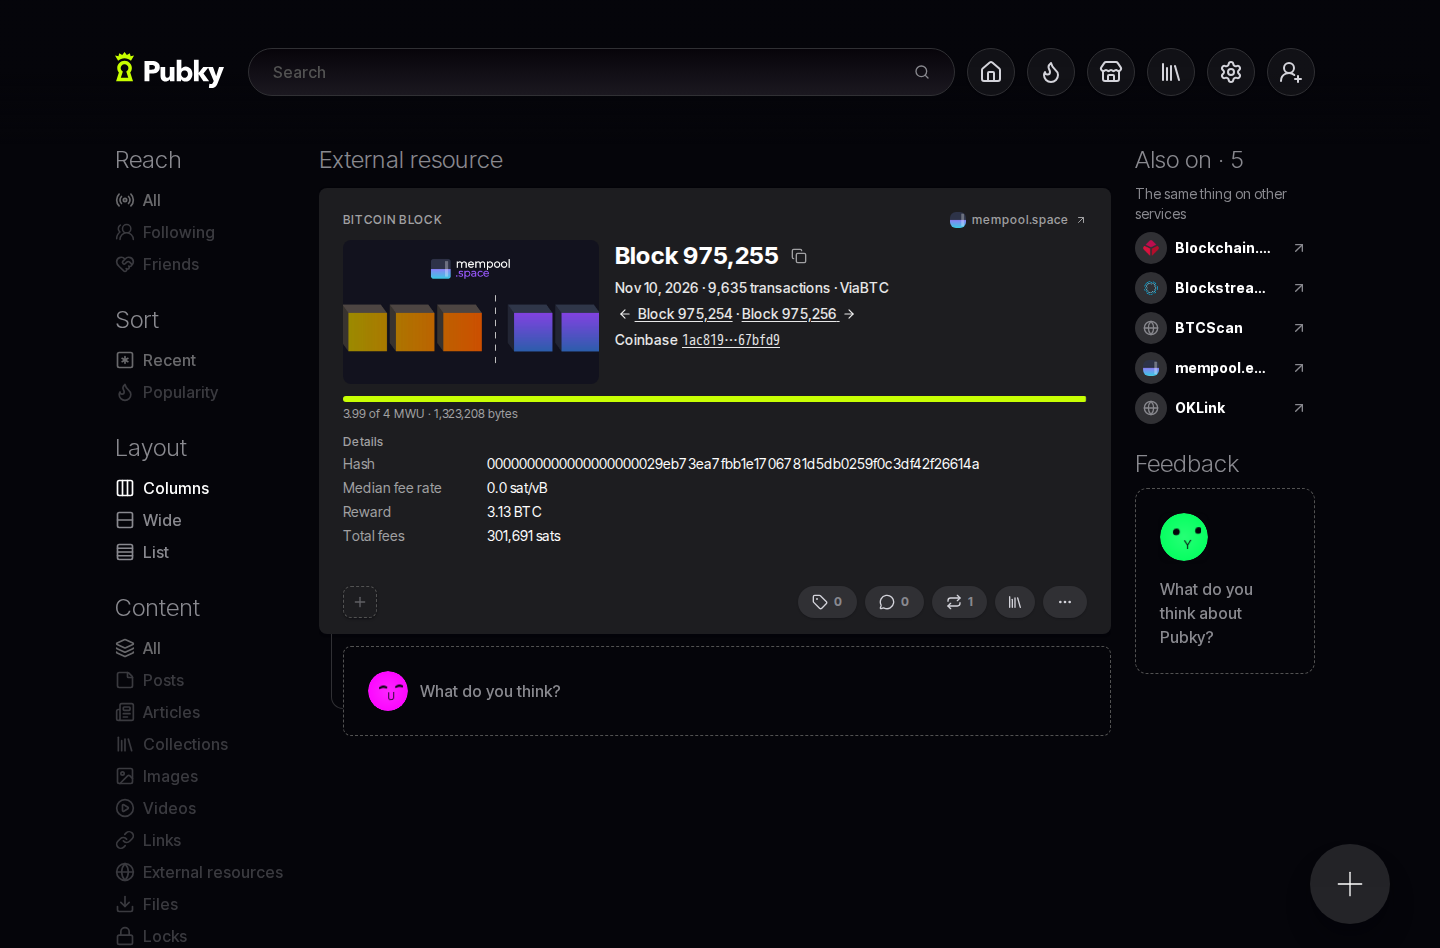 Pubky
Search
Reach
All
Following
Friends
Sort
Recent
Popularity
Layout
Columns
Wide
List
Content
All
Posts
Articles
Collections
Images
Videos
Links
External resources
Files
Locks
External resource
BITCOIN BLOCK
mempool.space
mempool
.space
Block 975,255
Nov 10, 2026 · 9,635 transactions · ViaBTC
← Block 975,254 · Block 975,256 →
Coinbase 1ac819···67bfd9
3.99 of 4 MWU · 1,323,208 bytes
Details
Hash 0000000000000000000029eb73ea7fbb1e1706781d5db0259f0c3df42f26614a
Median fee rate 0.0 sat/vB
Reward 3.13 BTC
Total fees 301,691 sats
0
0
1
What do you think?
Also on · 5
The same thing on other
services
Blockchain....
Blockstrea...
BTCScan
mempool.e...
OKLink
Feedback
What do you
think about
Pubky?